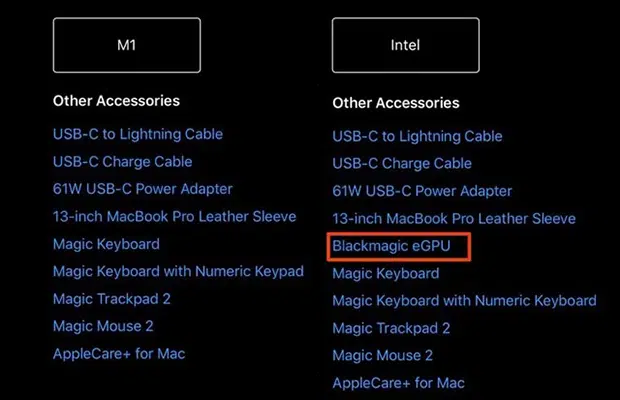 M1
Other Accessories
USB-C to Lightning Cable
USB-C Charge Cable
61W USB-C Power Adapter
13-inch MacBook Pro Leather Sleeve
Magic Keyboard
Magic Keyboard with Numeric Keypad
Magic Trackpad 2
Magic Mouse 2
AppleCare+ for Mac
Intel
Other Accessories
USB-C to Lightning Cable
USB-C Charge Cable
61W USB-C Power Adapter
13-inch MacBook Pro Leather Sleeve
Blackmagic eGPU
Magic Keyboard
Magic Keyboard with Numeric Keyboard
Magic Trackpad 2
Magic Mouse 2
AppleCare+ for Mac